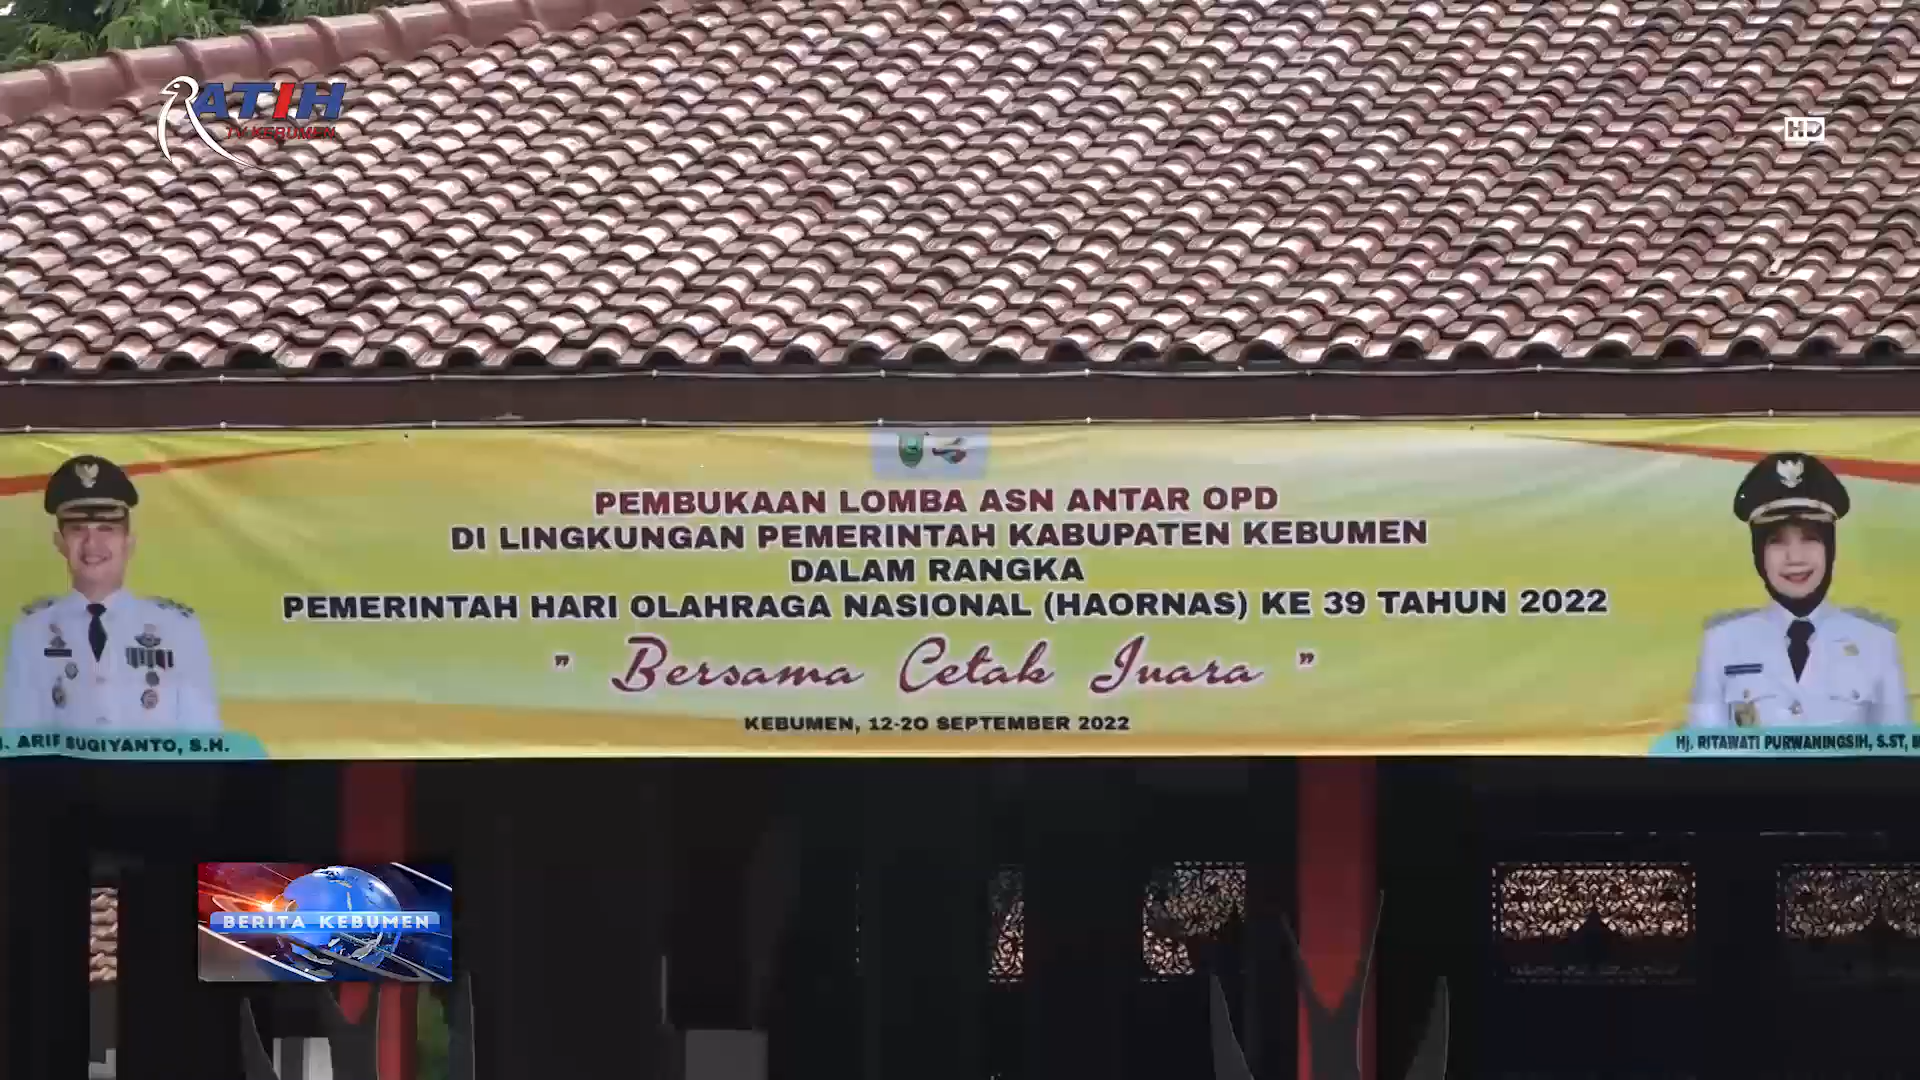 RATIH
TV KEBUMEN
HD
PEMBUKAAN LOMBA ASN ANTAR OPD
DI LINGKUNGAN PEMERINTAH KABUPATEN KEBUMEN
DALAM RANGKA
PEMERINTAH HARI OLAHRAGA NASIONAL (HAORNAS) KE 39 TAHUN 2022
" Bersama Cetak Juara "
KEBUMEN, 12-20 SEPTEMBER 2022
H. ARIF SUGIYANTO, S.H.
Hj. RITAWATI PURWANINGSIH, S.ST,
BERITA KEBUMEN